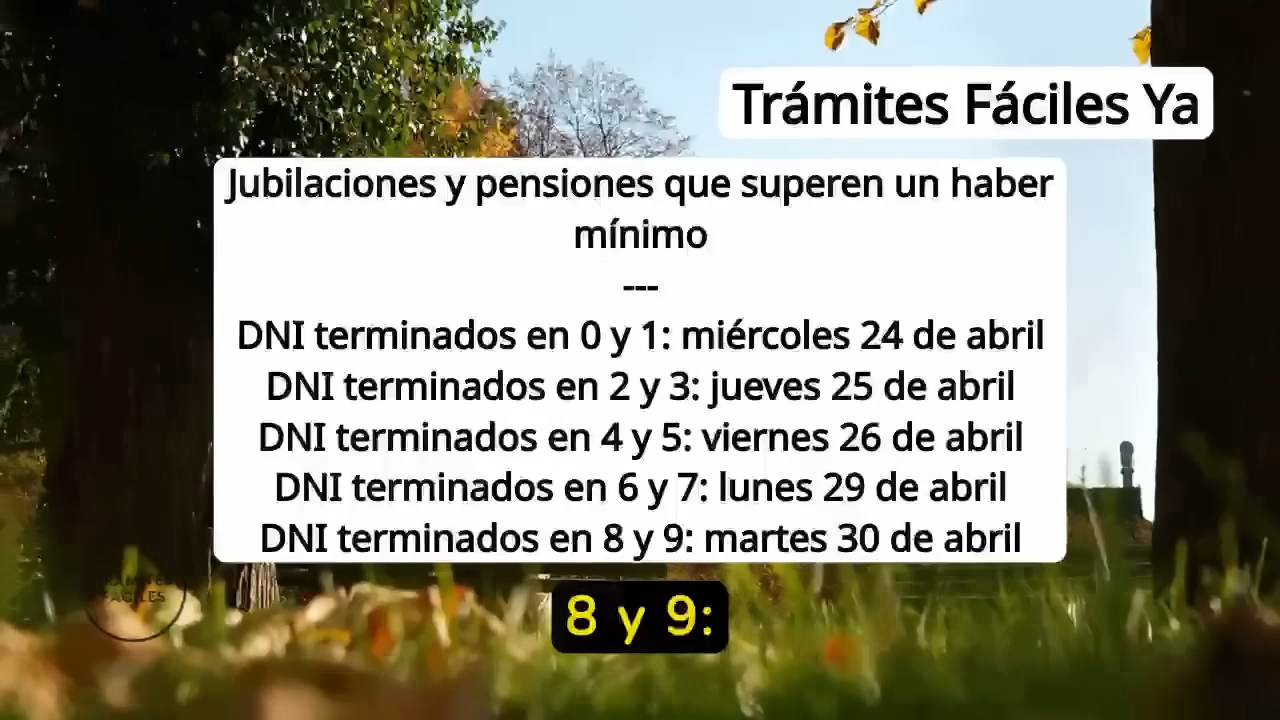 Trámites Fáciles Ya
Jubilaciones y pensiones que superen un haber
mínimo
---
DNI terminados en 0 y 1: miércoles 24 de abril
DNI terminados en 2 y 3: jueves 25 de abril
DNI terminados en 4 y 5: viernes 26 de abril
DNI terminados en 6 y 7: lunes 29 de abril
DNI terminados en 8 y 9: martes 30 de abril
TRÁMITES
FÁCILES
8 y 9: